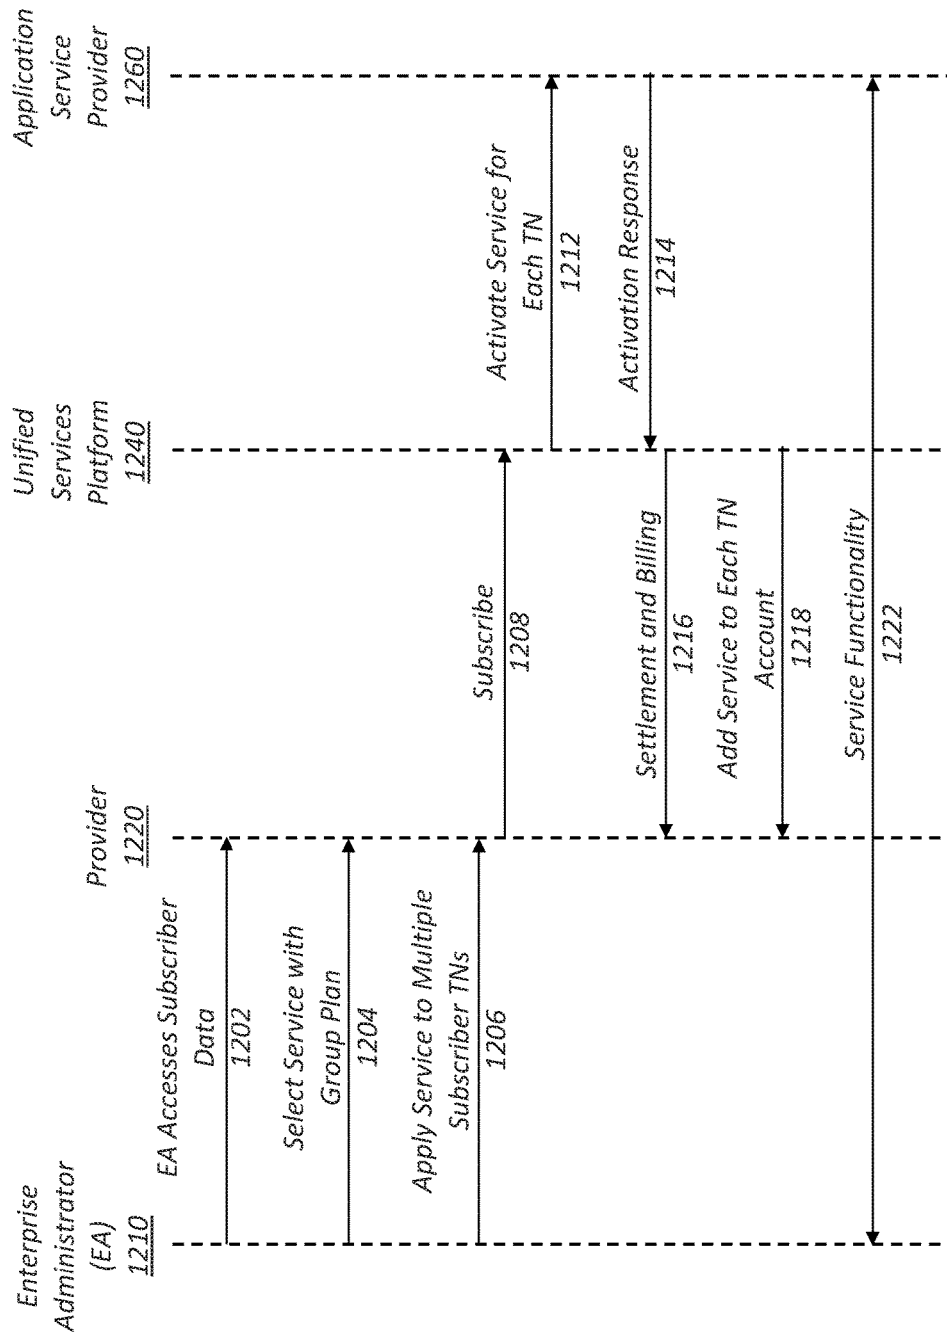 Enterprise
Administrator
(EA)
1210
Provider
1220
Unified
Services
Platform
1240
Application
Service
Provider
1260
EA Accesses Subscriber
Data
1202
Select Service with
Group Plan
1204
Apply Service to Multiple
Subscriber TNs
1206
Subscribe
1208
Activate Service for
Each TN
1212
Activation Response
1214
Settlement and Billing
1216
Add Service to Each TN
Account
1218
Service Functionality
1222